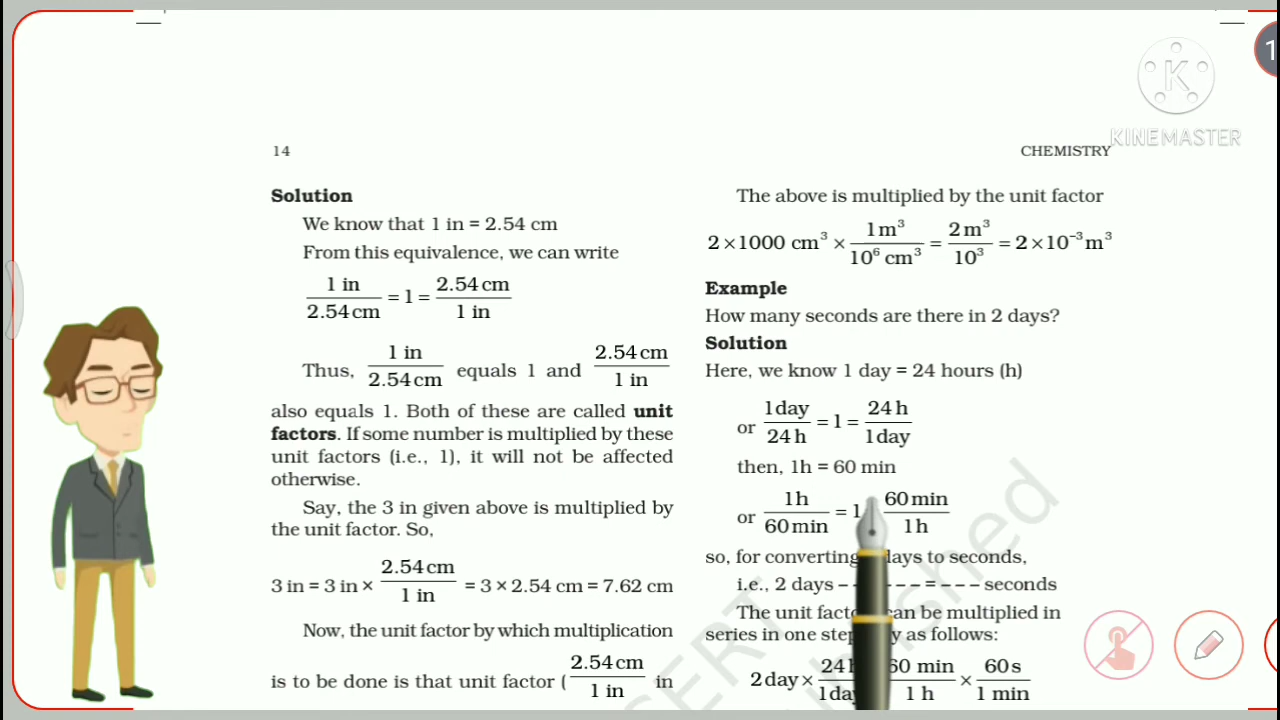 KINEMASTER
14
CHEMISTRY
Solution
We know that 1 in = 2.54 cm
From this equivalence, we can write
1 in / 2.54 cm = 1 = 2.54 cm / 1 in
Thus, 1 in / 2.54 cm equals 1 and 2.54 cm / 1 in
also equals 1. Both of these are called unit
factors. If some number is multiplied by these
unit factors (i.e., 1), it will not be affected
otherwise.
Say, the 3 in given above is multiplied by
the unit factor. So,
3 in = 3 in × 2.54 cm / 1 in = 3 × 2.54 cm = 7.62 cm
Now, the unit factor by which multiplication
is to be done is that unit factor ( 2.54 cm / 1 in in
The above is multiplied by the unit factor
2 × 1000 cm³ × 1 m³ / 10⁶ cm³ = 2 m³ / 10³ = 2 × 10⁻³ m³
Example
How many seconds are there in 2 days?
Solution
Here, we know 1 day = 24 hours (h)
or 1day / 24 h = 1 = 24 h / 1day
then, 1h = 60 min
or 1h / 60 min = 1 60 min / 1h
so, for converting days to seconds,
i.e., 2 days – – – – = – – – seconds
The unit can be multiplied in
series in one as follows:
2 day × 24 / 1 60 min / 1 h × 60 s / 1 min